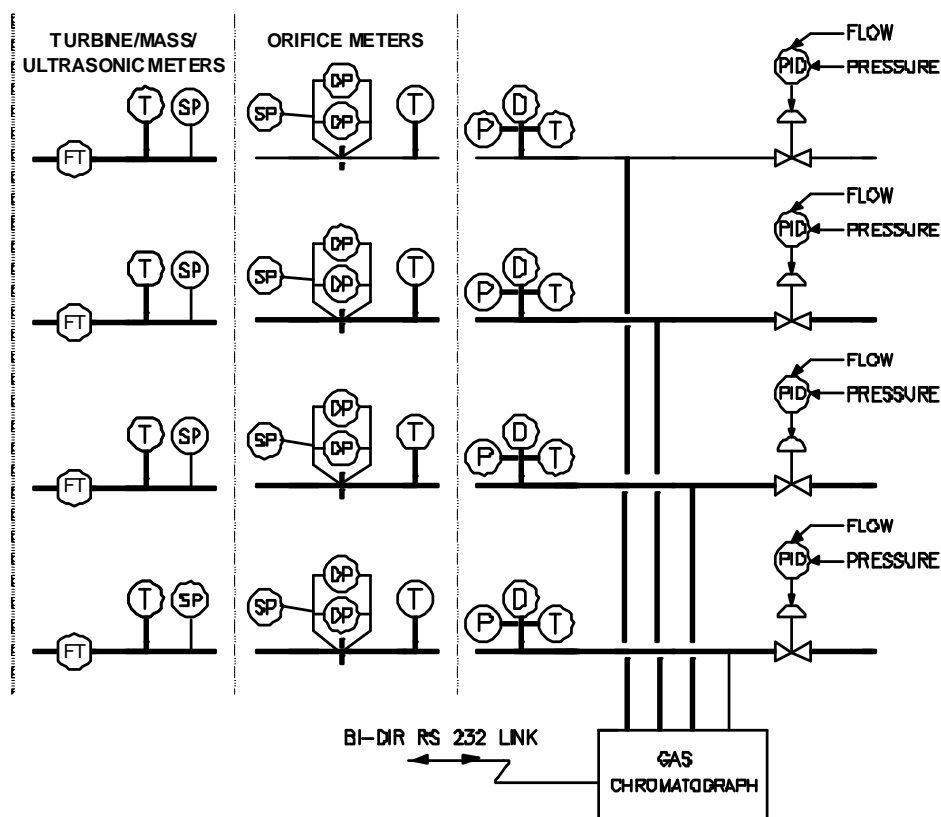 TURBINE/MASS/
ULTRASONIC METERS
ORIFICE METERS
FLOW
PID
PRESSURE
T
SP
FT
SP
DP
DP
T
P
D
T
FLOW
PID
PRESSURE
T
SP
FT
SP
DP
DP
T
P
D
T
FLOW
PID
PRESSURE
T
SP
FT
SP
DP
DP
T
P
D
T
FLOW
PID
PRESSURE
T
SP
FT
SP
DP
DP
T
P
D
T
BI-DIR RS 232 LINK
GAS
CHROMATOGRAPH